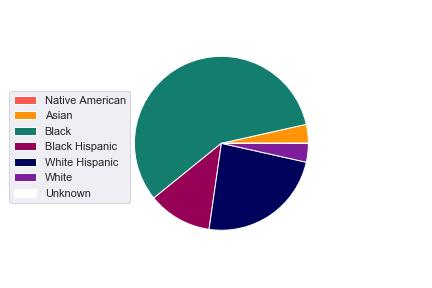 Native American
Asian
Black
Black Hispanic
White Hispanic
White
Unknown